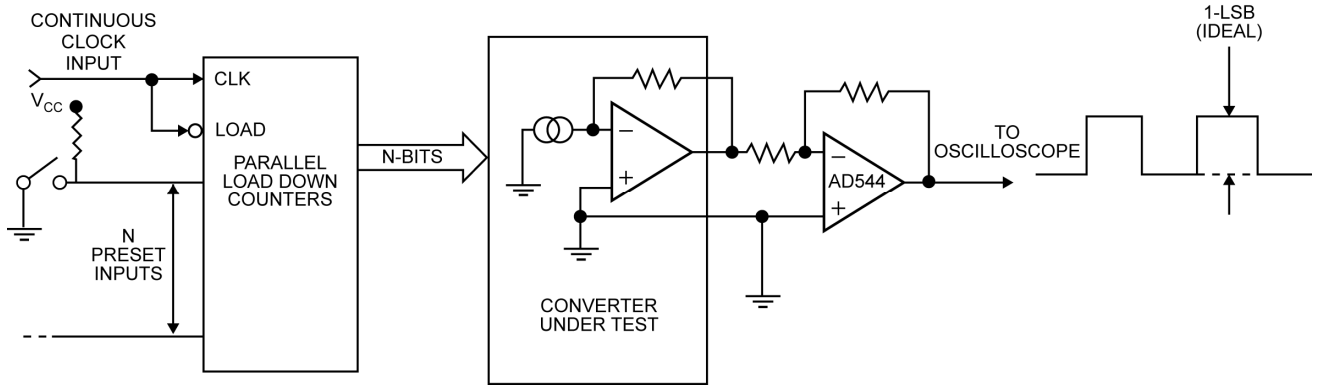 CONTINUOUS
CLOCK
INPUT
CLK
VCC
LOAD
PARALLEL
LOAD DOWN
COUNTERS
N
PRESET
INPUTS
N-BITS
−
+
CONVERTER
UNDER TEST
−
AD544
+
TO
OSCILLOSCOPE
1-LSB
(IDEAL)